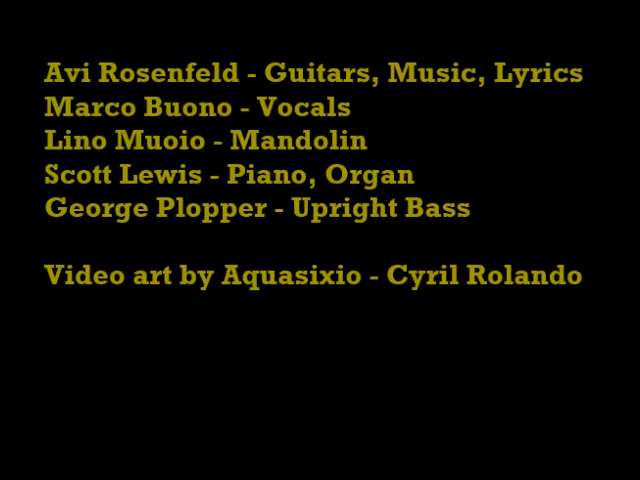 Avi Rosenfeld - Guitars, Music, Lyrics
Marco Buono - Vocals
Lino Muoio - Mandolin
Scott Lewis - Piano, Organ
George Plopper - Upright Bass
Video art by Aquasixio - Cyril Rolando